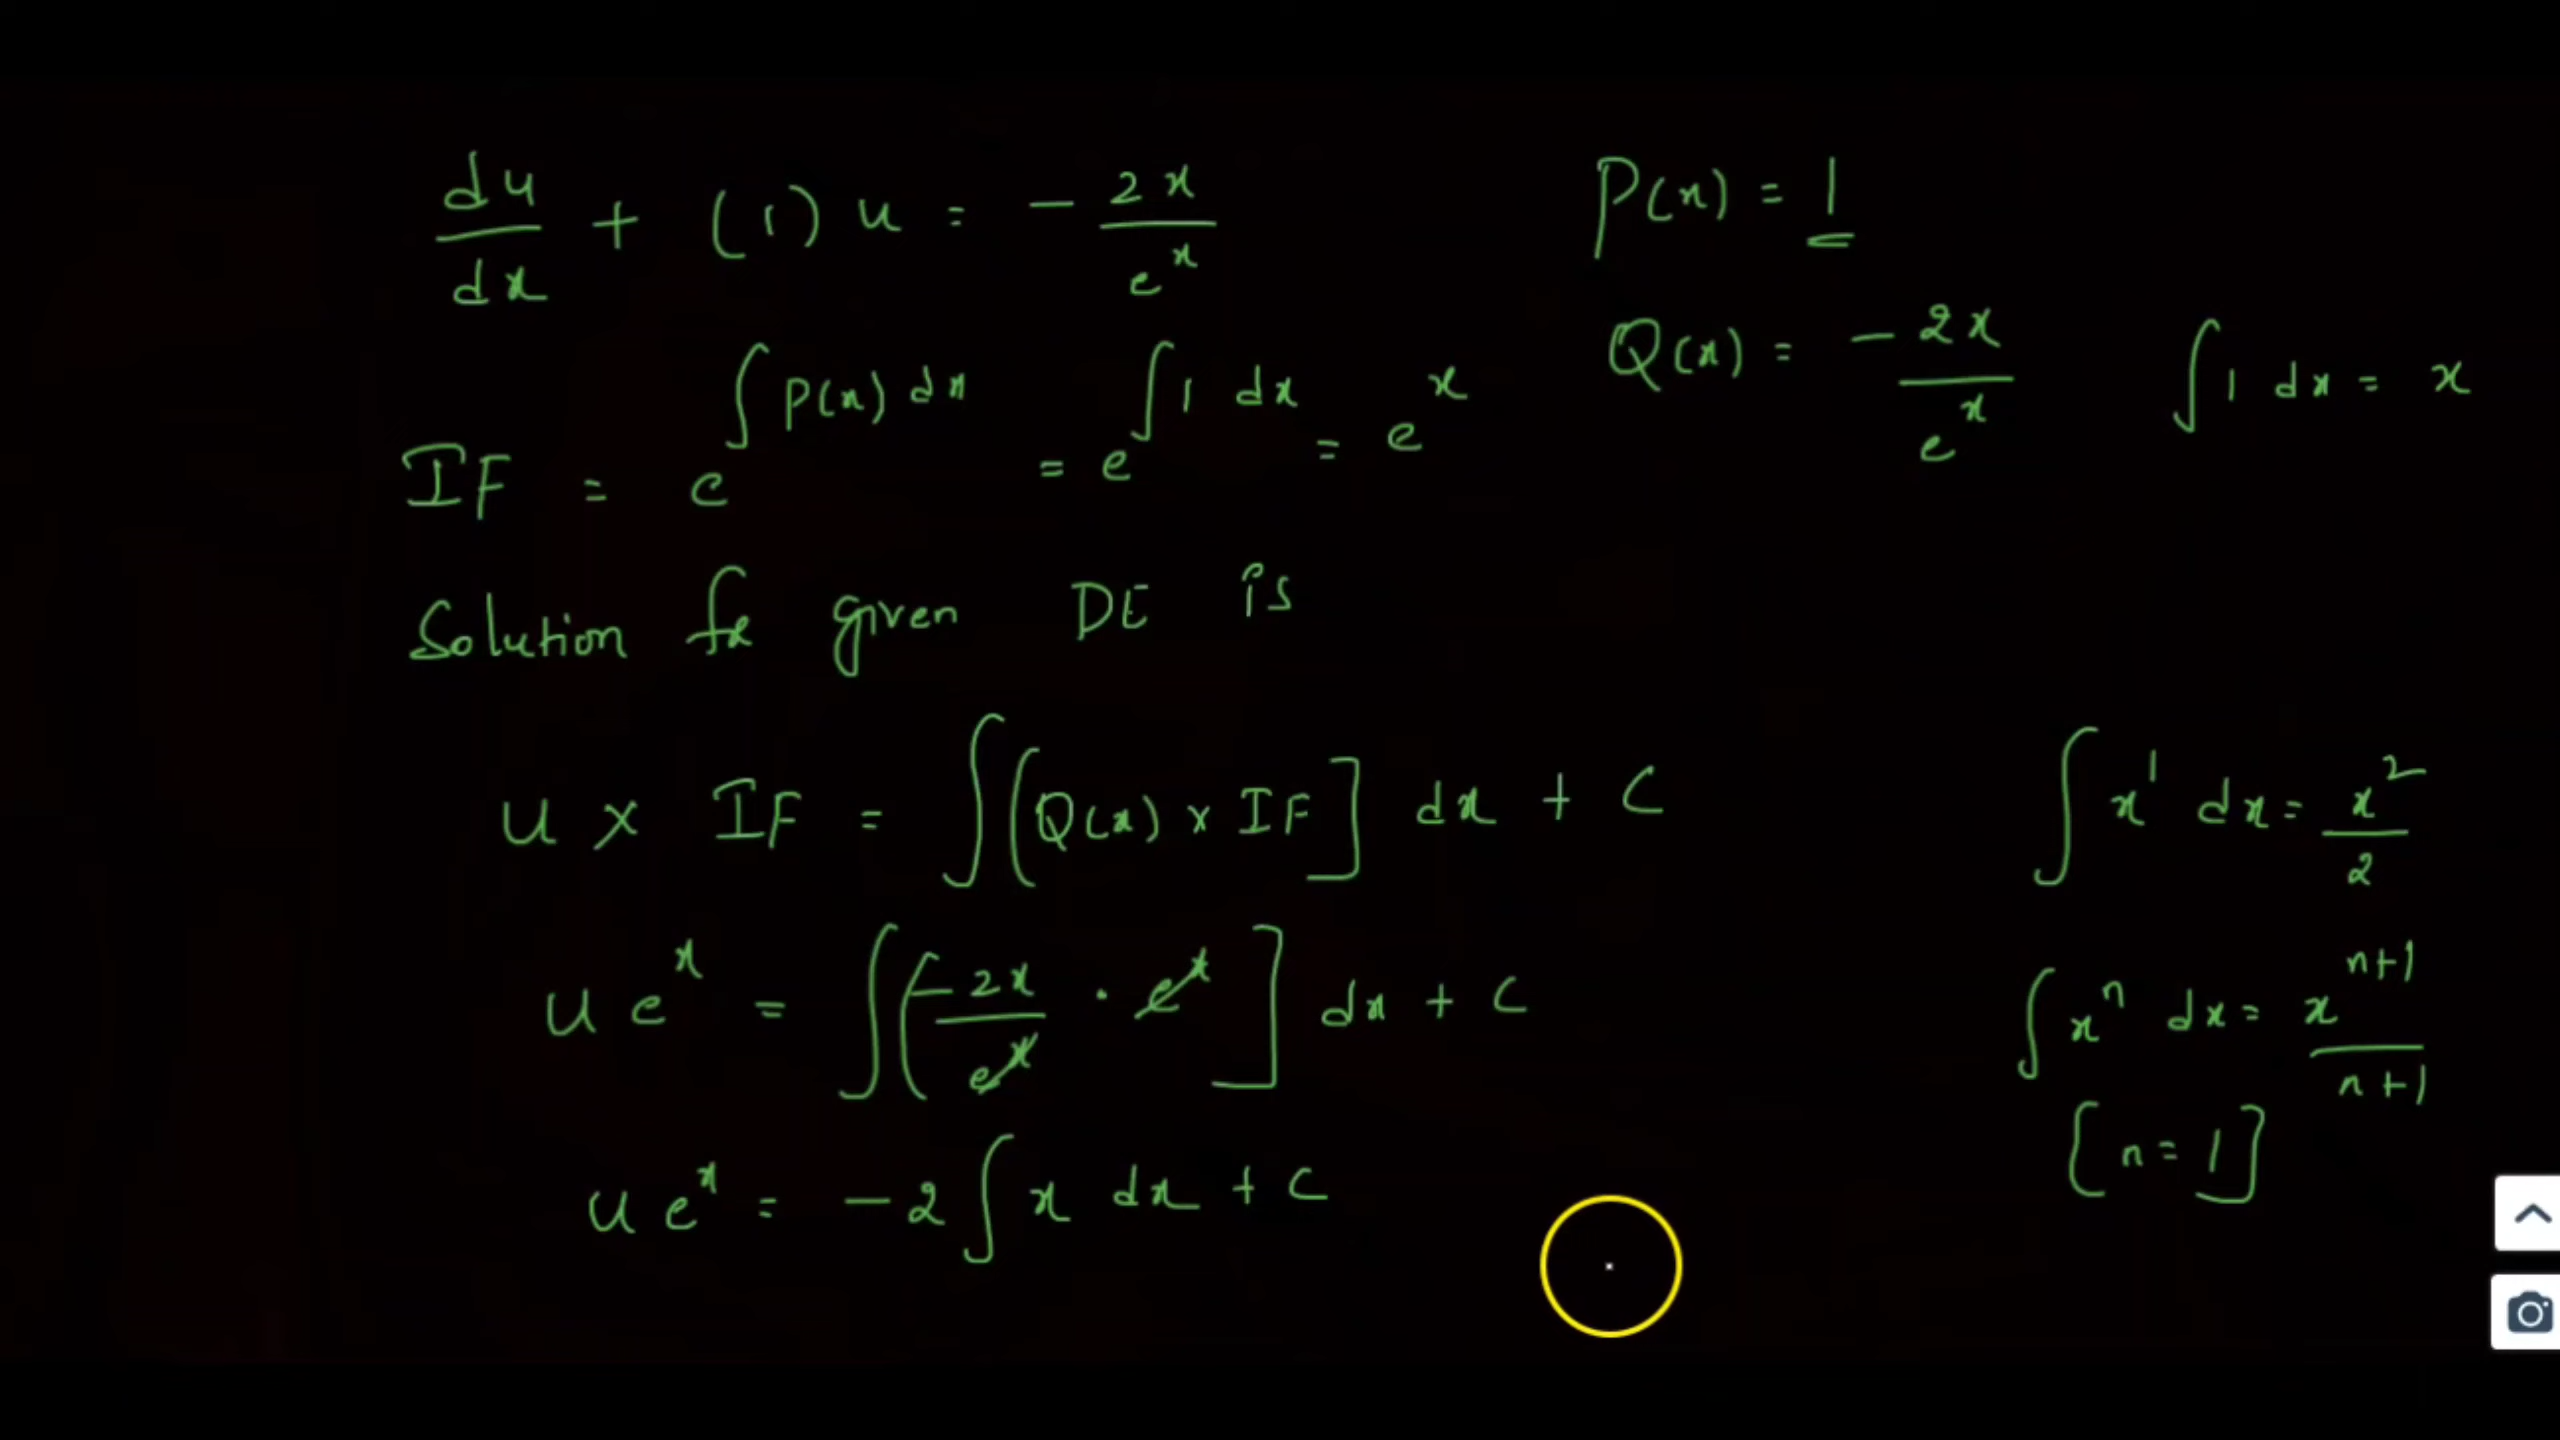 du/dx + (1) u = - 2x/e^x
P(x) = 1
Q(x) = - 2x/e^x
∫ 1 dx = x
IF = e^∫P(x) dx = e^∫1 dx = e^x
Solution for given DE is
u × IF = ∫[Q(x) × IF] dx + C
∫ x^1 dx = x^2/2
u e^x = ∫[- 2x/e^x · e^x] dx + C
∫ x^n dx = x^(n+1)/(n+1)
[n = 1]
u e^x = -2 ∫ x dx + C